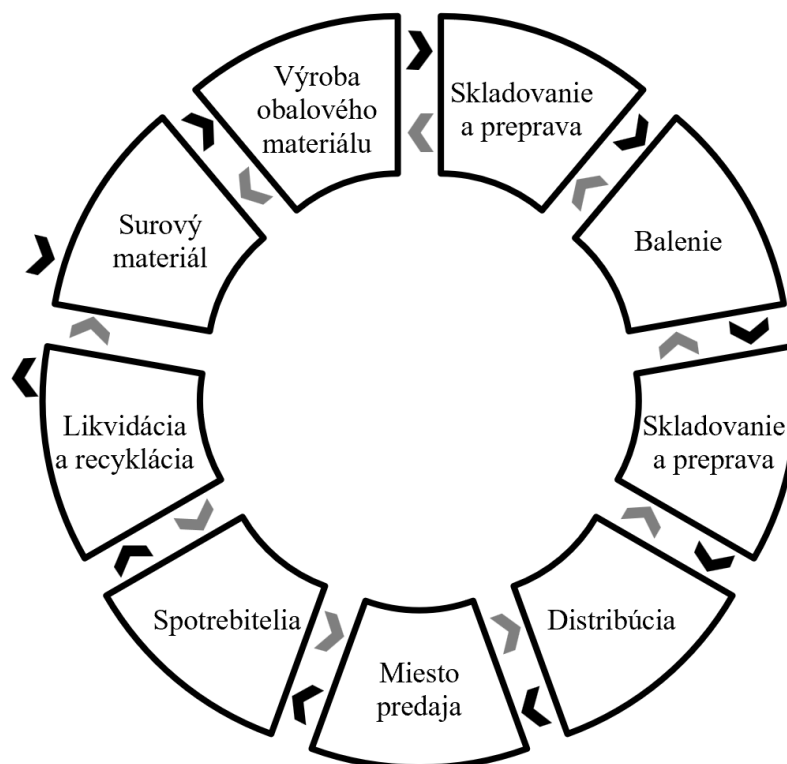 Výroba
obalového
materiálu
Skladovanie
a preprava
Balenie
Skladovanie
a preprava
Distribúcia
Miesto
predaja
Spotrebitelia
Likvidácia
a recyklácia
Surový
materiál